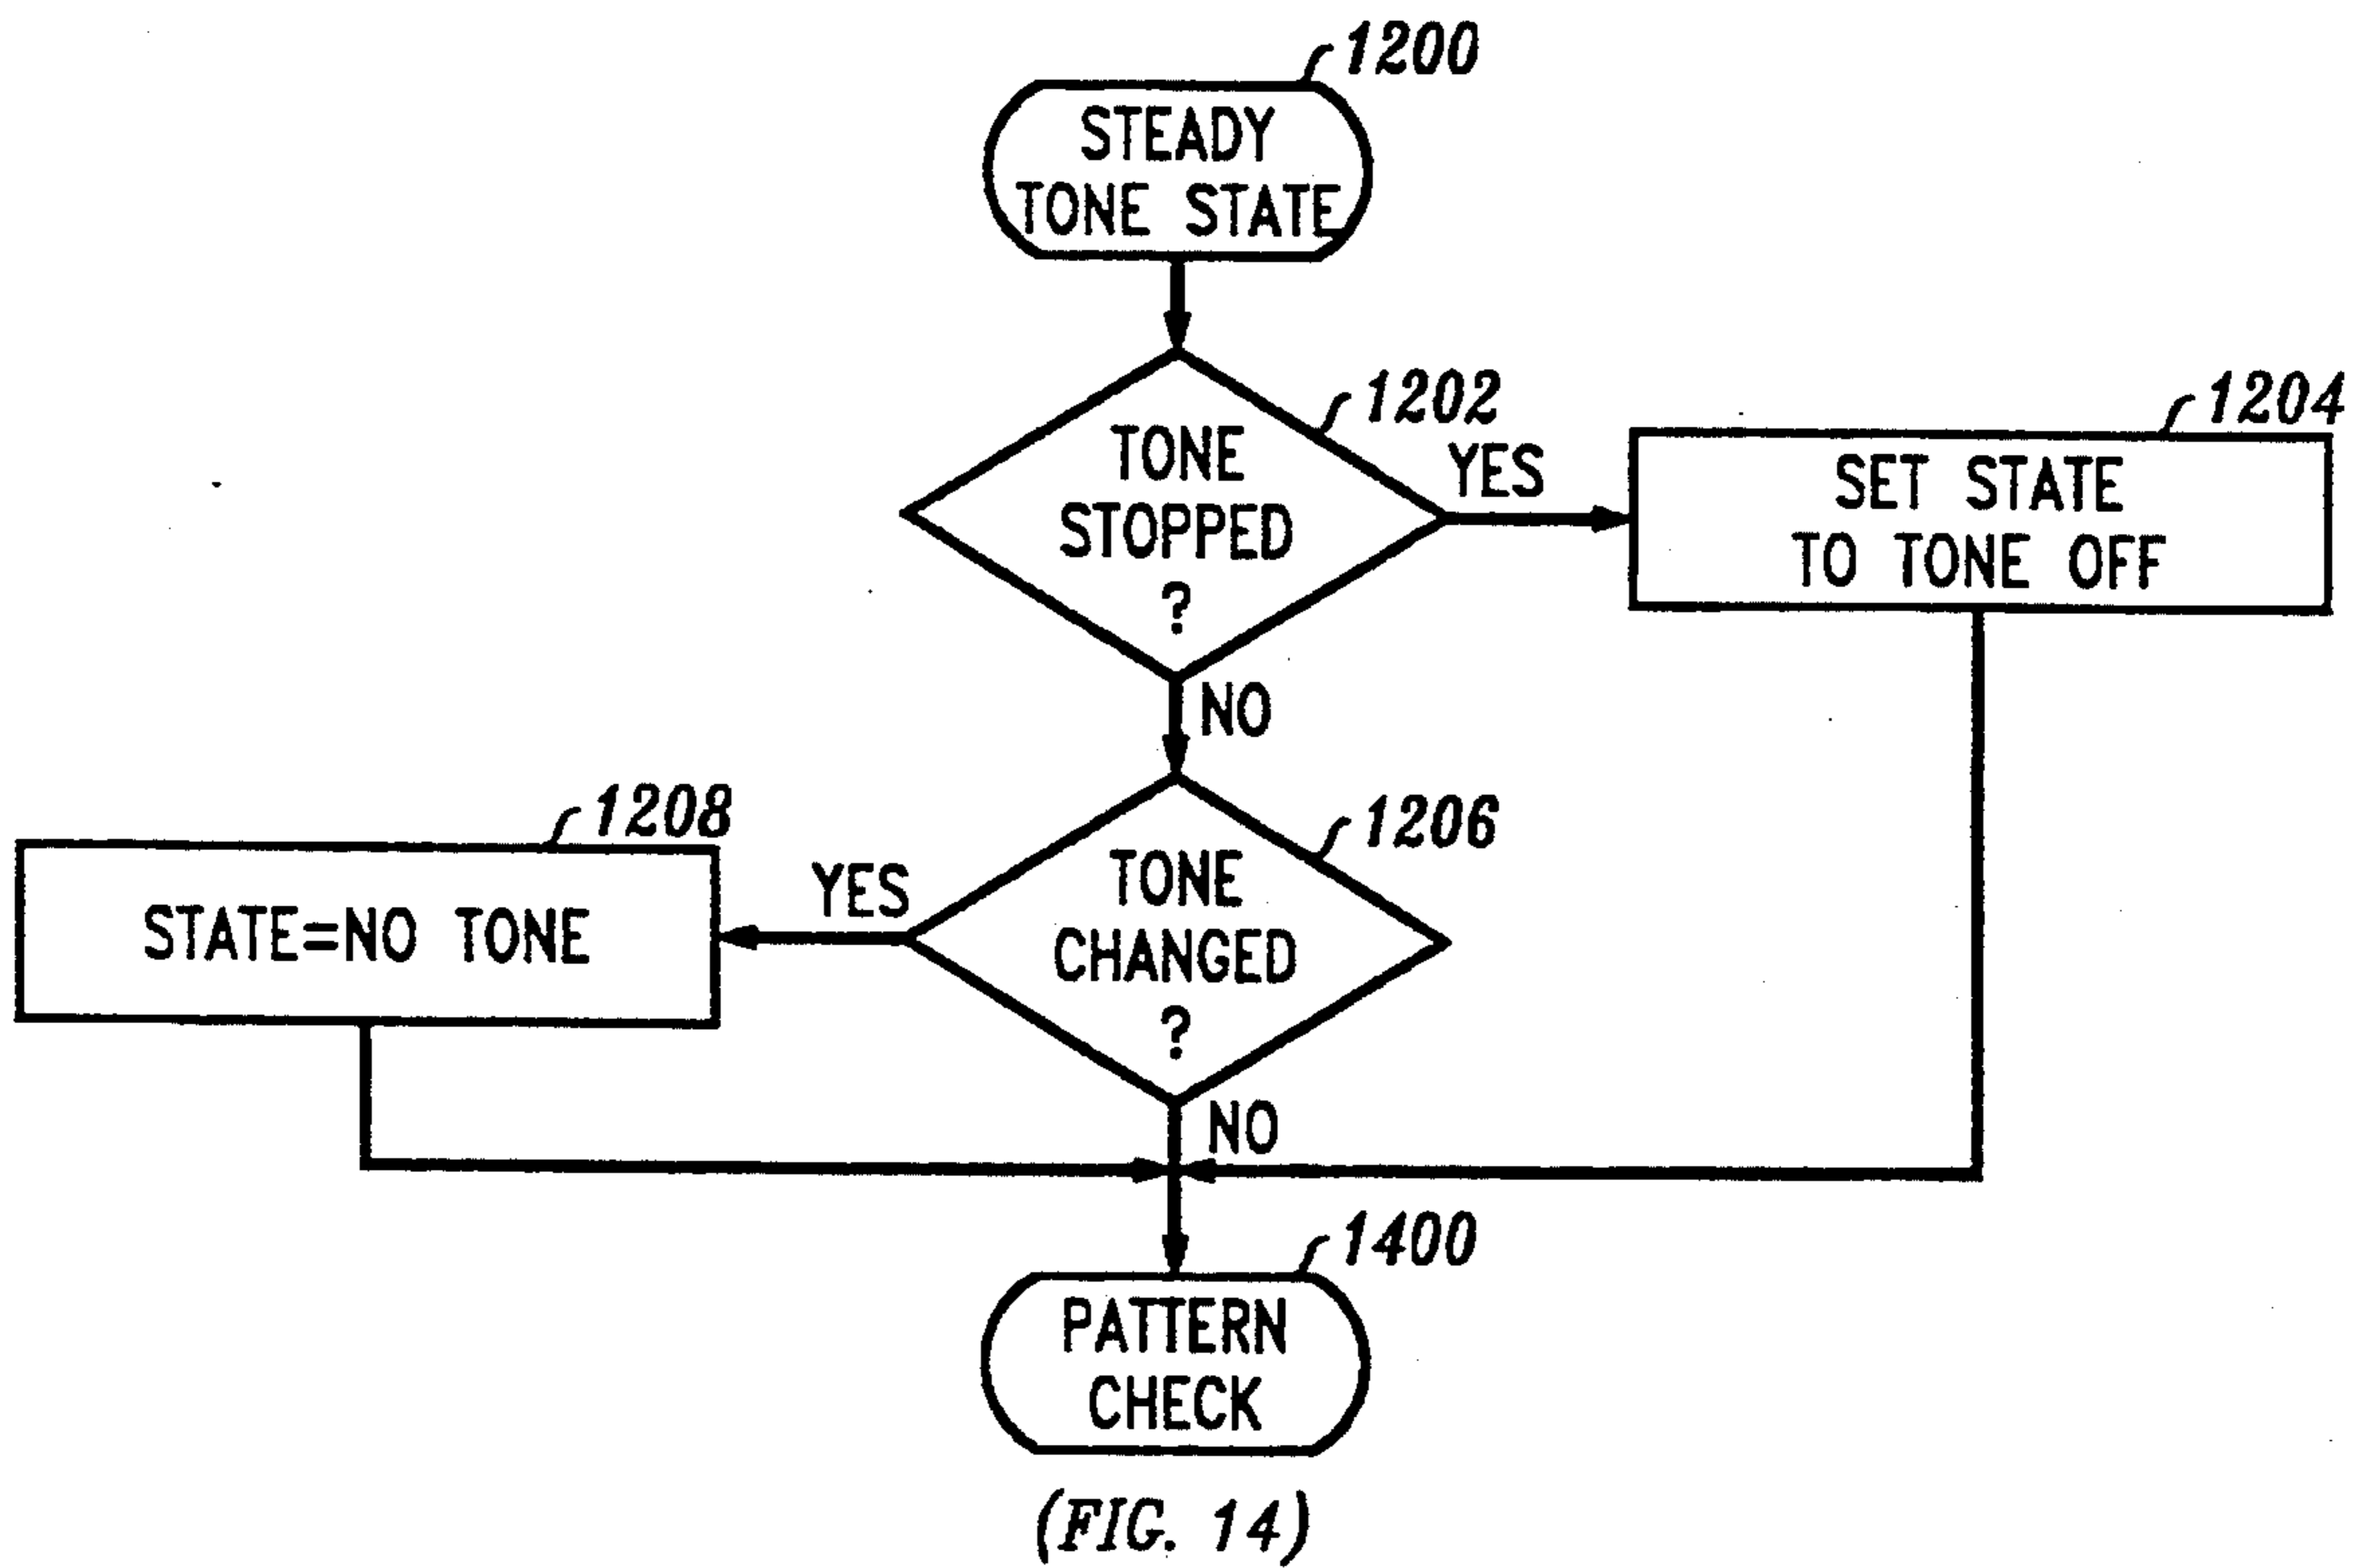 1200
STEADY
TONE STATE
1202
TONE
STOPPED
?
YES
1204
SET STATE
TO TONE OFF
NO
1208
STATE=NO TONE
YES
1206
TONE
CHANGED
?
NO
1400
PATTERN
CHECK
(FIG. 14)